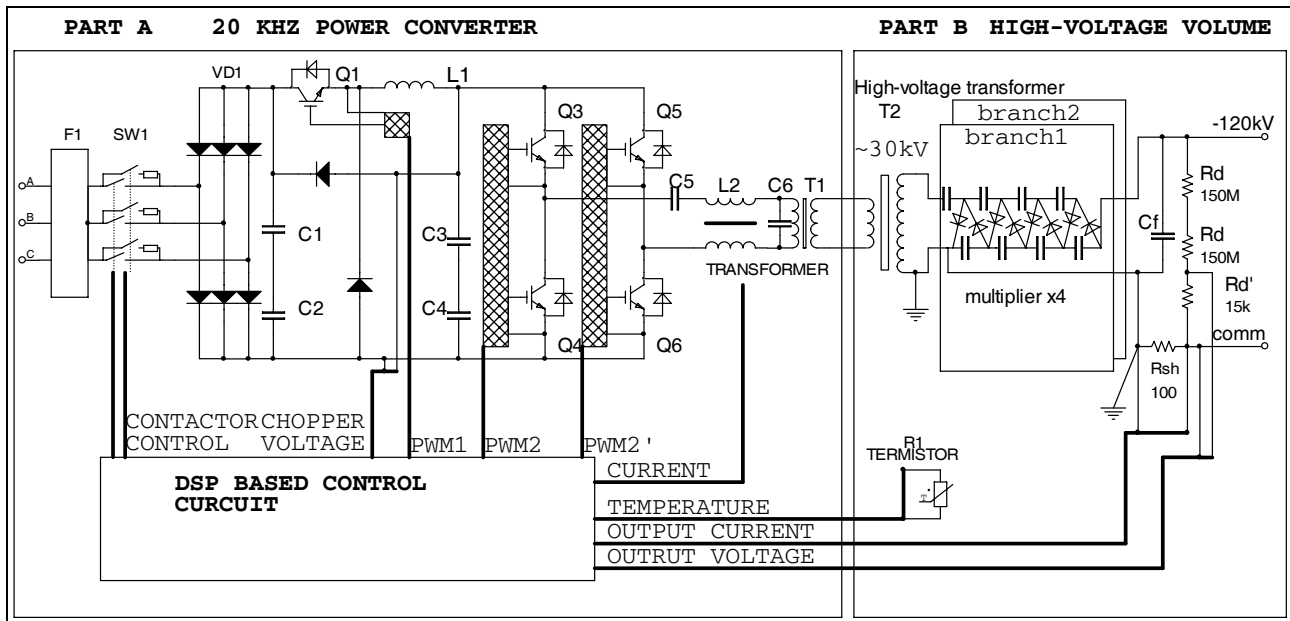 PART A 20 KHZ POWER CONVERTER
PART B HIGH-VOLTAGE VOLUME
F1
SW1
VD1
Q1
L1
Q3
Q5
A
B
C
C1
C2
C3
C4
Q4
Q6
C5
L2
C6
T1
TRANSFORMER
High-voltage transformer
T2
~30kV
branch2
branch1
multiplier x4
-120kV
Rd
150M
Cf
Rd
150M
Rd'
15k
comm
Rsh
100
CONTACTOR
CONTROL
CHOPPER
VOLTAGE
PWM1
PWM2
PWM2'
DSP BASED CONTROL
CURCUIT
CURRENT
TEMPERATURE
OUTPUT CURRENT
OUTRUT VOLTAGE
R1
TERMISTOR
T